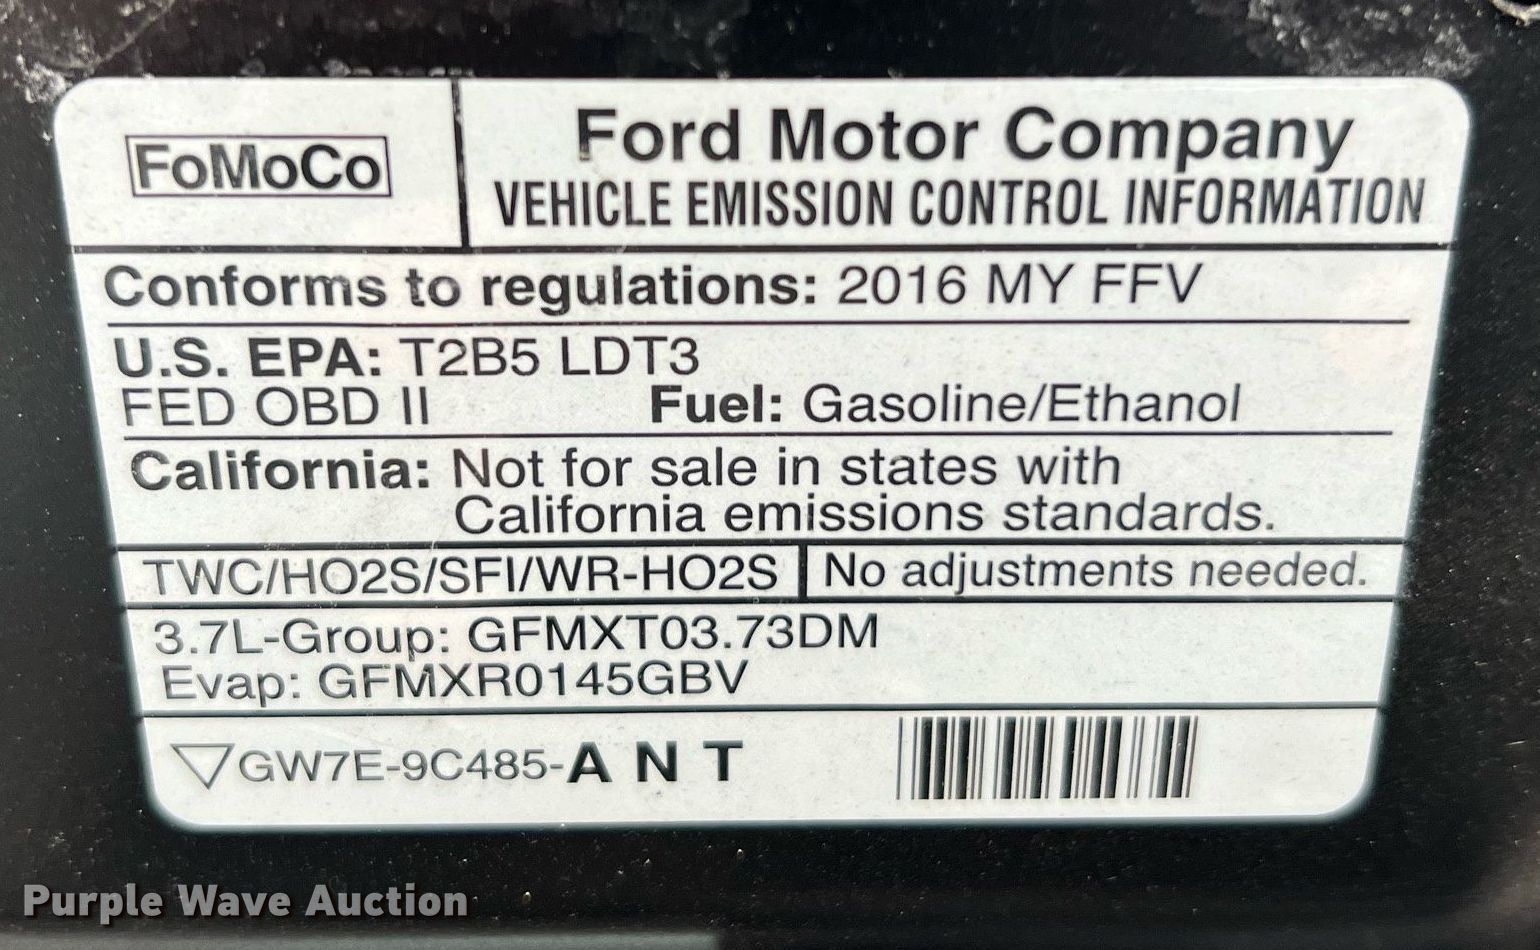 FoMoCo
Ford Motor Company
VEHICLE EMISSION CONTROL INFORMATION
Conforms to regulations: 2016 MY FFV
U.S. EPA: T2B5 LDT3
FED OBD II Fuel: Gasoline/Ethanol
California: Not for sale in states with
California emissions standards.
TWC/HO2S/SFI/WR-HO2S No adjustments needed.
3.7L-Group: GFMXT03.73DM
Evap: GFMXR0145GBV
GW7E-9C485-A N T
Purple Wave Auction